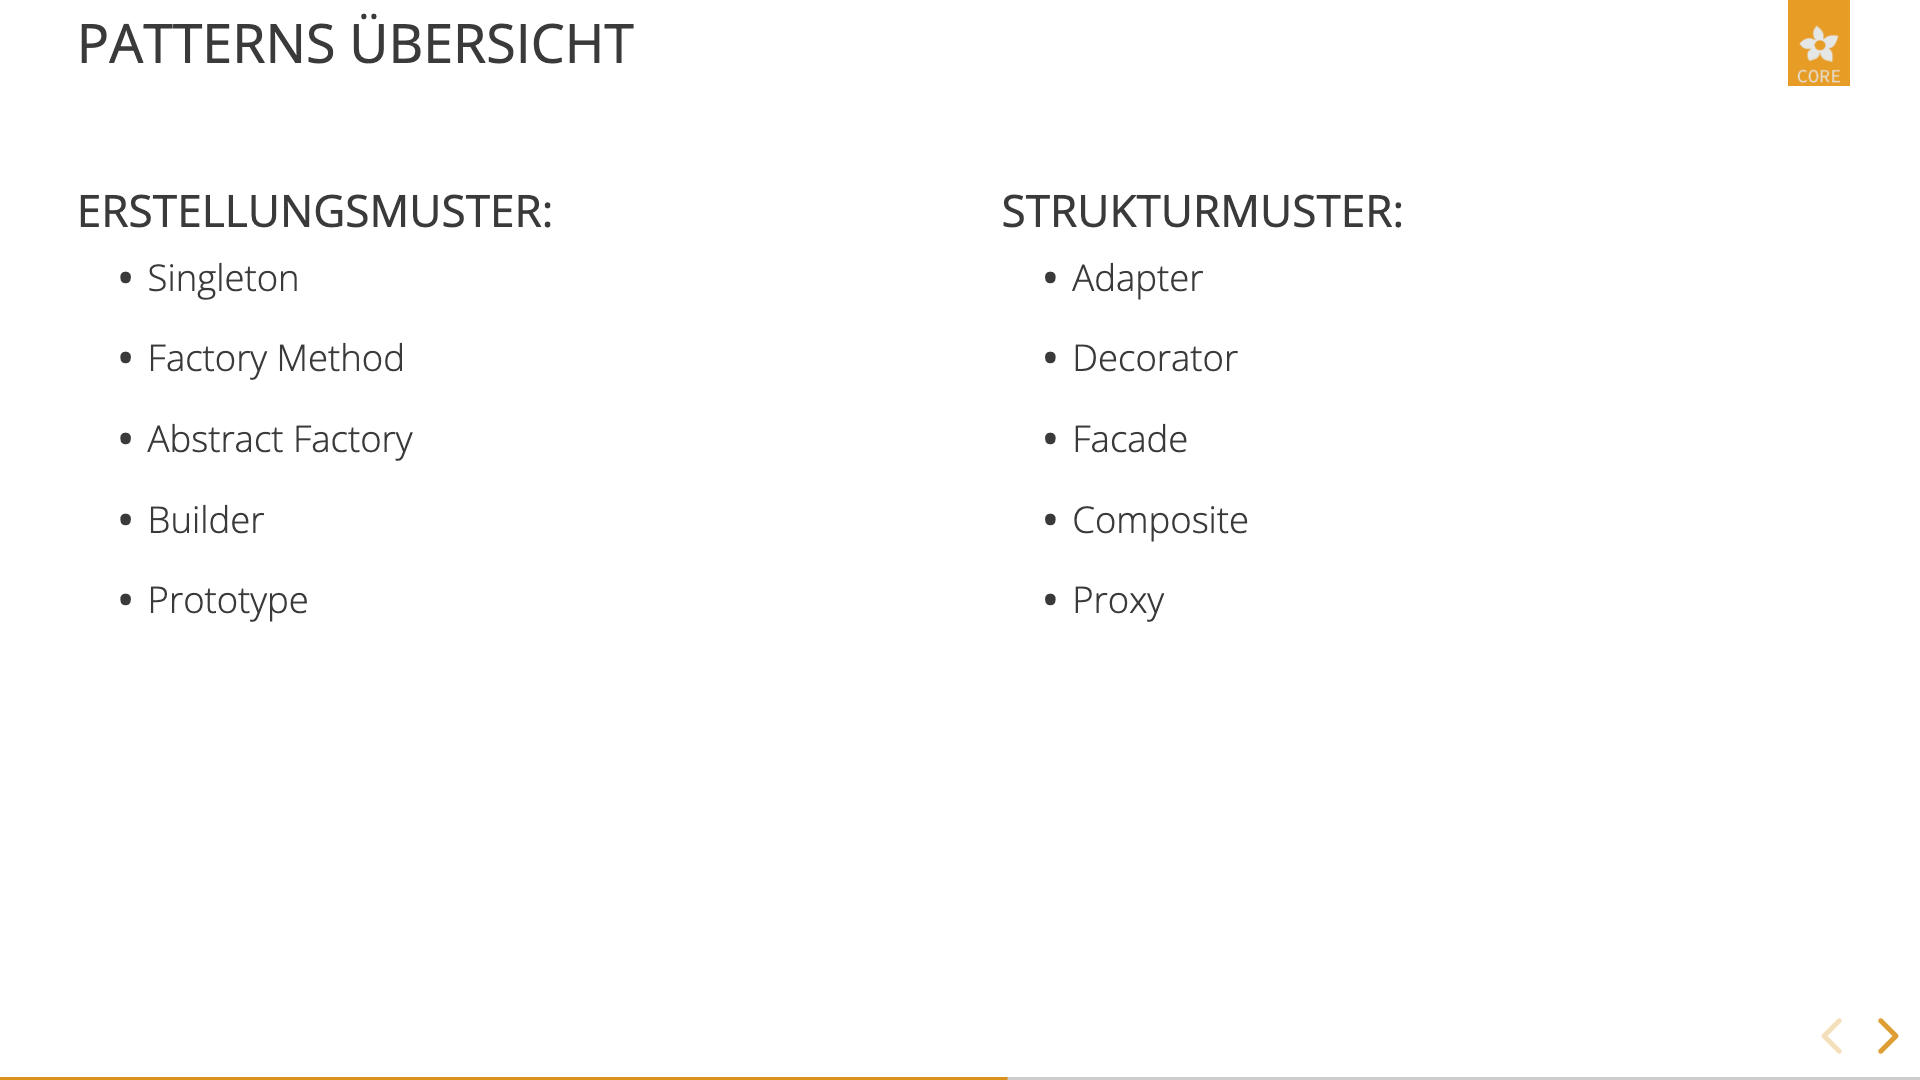 PATTERNS ÜBERSICHT
CORE
ERSTELLUNGSMUSTER:
• Singleton
• Factory Method
• Abstract Factory
• Builder
• Prototype
STRUKTURMUSTER:
• Adapter
• Decorator
• Facade
• Composite
• Proxy